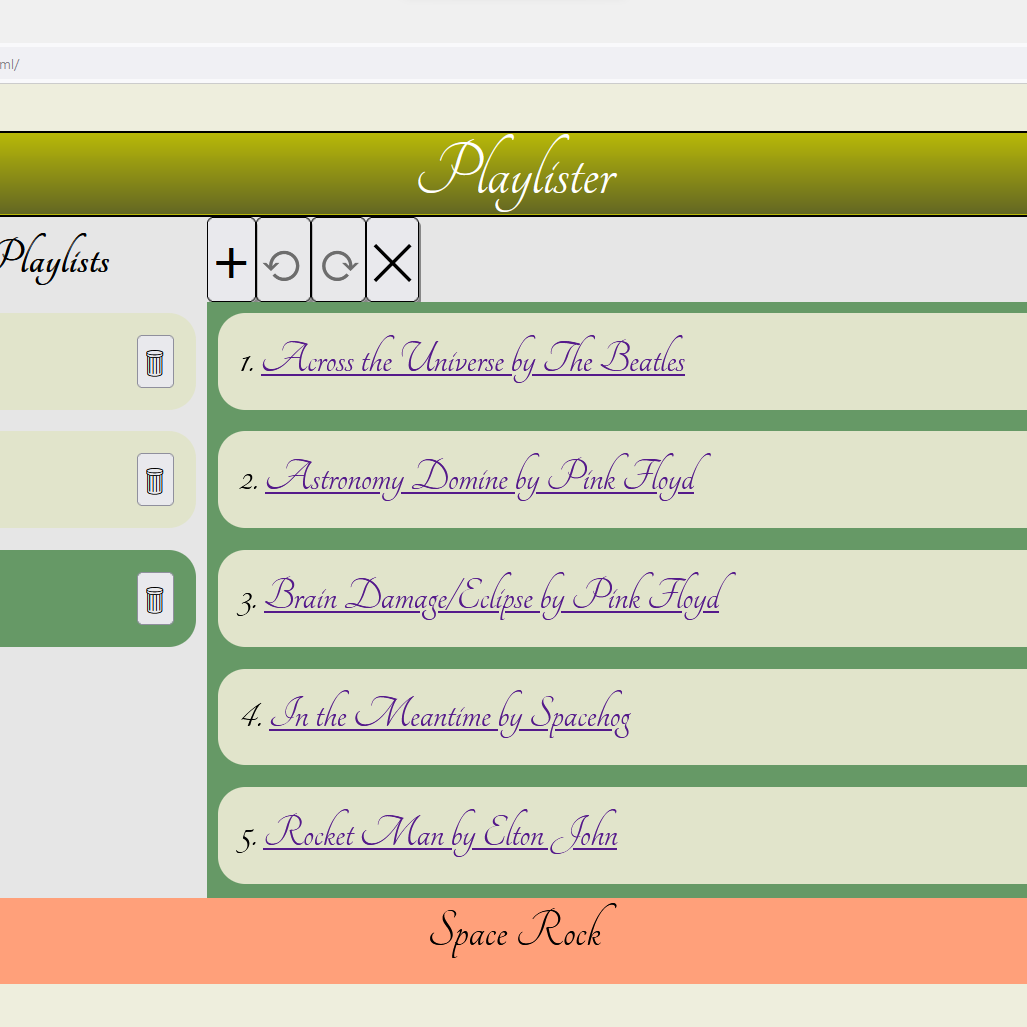 ml/
Playlister
Playlists
1. Across the Universe by The Beatles
2. Astronomy Domine by Pink Floyd
3. Brain Damage/Eclipse by Pink Floyd
4. In the Meantime by Spacehog
5. Rocket Man by Elton John
Space Rock